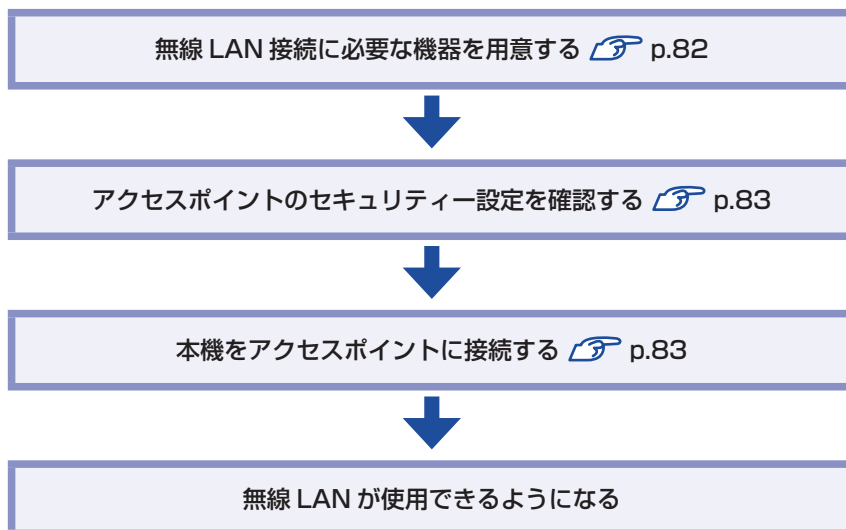 無線 LAN 接続に必要な機器を用意する p.82
アクセスポイントのセキュリティー設定を確認する p.83
本機をアクセスポイントに接続する p.83
無線 LAN が使用できるようになる